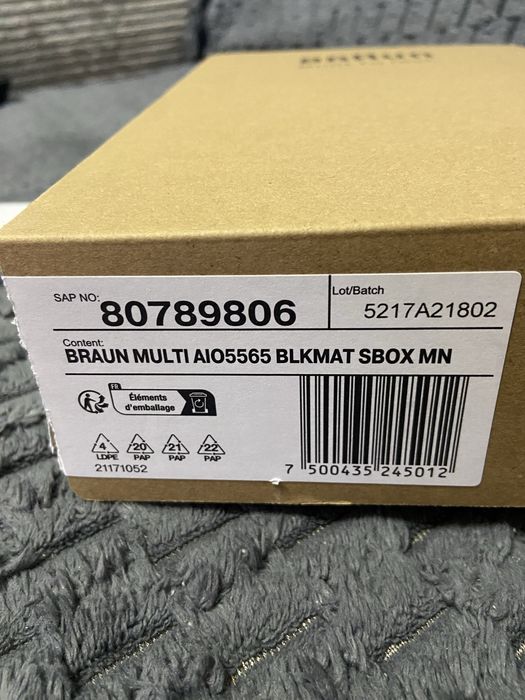 BRAUN
SAP NO:
80789806
Lot/Batch
5217A21802
Content:
BRAUN MULTI AIO5565 BLKMAT SBOX MN
FR
Éléments
d'emballage
4
LDPE
20
PAP
21
PAP
22
PAP
21171052
7 500435 245012